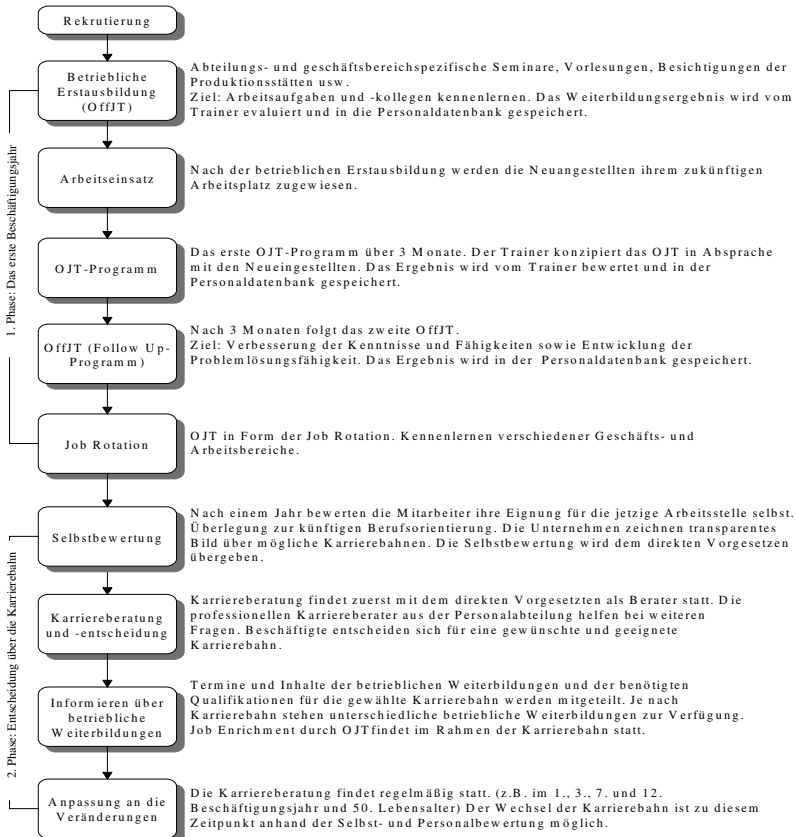 Rekrutierung
Betriebliche
Erstausbildung
(OffJT)
Abteilungs- und geschäftsbereichspezifische Seminare, Vorlesungen, Besichtigungen der
Produktionsstätten usw.
Ziel: Arbeitsaufgaben und -kollegen kennenlernen. Das Weiterbildungsergebnis wird vom
Trainer evaluiert und in die Personaldatenbank gespeichert.
1. Phase: Das erste Beschäftigungsjahr
Arbeitseinsatz
Nach der betrieblichen Erstausbildung werden die Neuangestellten ihrem zukünftigen
Arbeitsplatz zugewiesen.
OJT-Programm
Das erste OJT-Programm über 3 Monate. Der Trainer konzipiert das OJT in Absprache
mit den Neueingestellten. Das Ergebnis wird vom Trainer bewertet und in der
Personaldatenbank gespeichert.
OffJT (Follow Up-
Programm)
Nach 3 Monaten folgt das zweite OffJT.
Ziel: Verbesserung der Kenntnisse und Fähigkeiten sowie Entwicklung der
Problemlösungsfähigkeit. Das Ergebnis wird in der Personaldatenbank gespeichert.
Job Rotation
OJT in Form der Job Rotation. Kennenlernen verschiedener Geschäfts- und
Arbeitsbereiche.
2. Phase: Entscheidung über die Karrierebahn
Selbstbewertung
Nach einem Jahr bewerten die Mitarbeiter ihre Eignung für die jetzige Arbeitsstelle selbst.
Überlegung zur künftigen Berufsorientierung. Die Unternehmen zeichnen transparentes
Bild über mögliche Karrierebahnen. Die Selbstbewertung wird dem direkten Vorgesetzen
übergeben.
Karriereberatung
und -entscheidung
Karriereberatung findet zuerst mit dem direkten Vorgesetzten als Berater statt. Die
professionellen Karriereberater aus der Personalabteilung helfen bei weiteren
Fragen. Beschäftigte entscheiden sich für eine gewünschte und geeignete
Karrierebahn.
Informieren über
betriebliche
Weiterbildungen
Termine und Inhalte der betrieblichen Weiterbildungen und der benötigten
Qualifikationen für die gewählte Karrierebahn werden mitgeteilt. Je nach
Karrierebahn stehen unterschiedliche betriebliche Weiterbildungen zur Verfügung.
Job Enrichment durch OJTfindet im Rahmen der Karrierebahn statt.
Anpassung an die
Veränderungen
Die Karriereberatung findet regelmäßig statt. (z.B. im 1., 3., 7. und 12.
Beschäftigungsjahr und 50. Lebensalter) Der Wechsel der Karrierebahn ist zu diesem
Zeitpunkt anhand der Selbst- und Personalbewertung möglich.